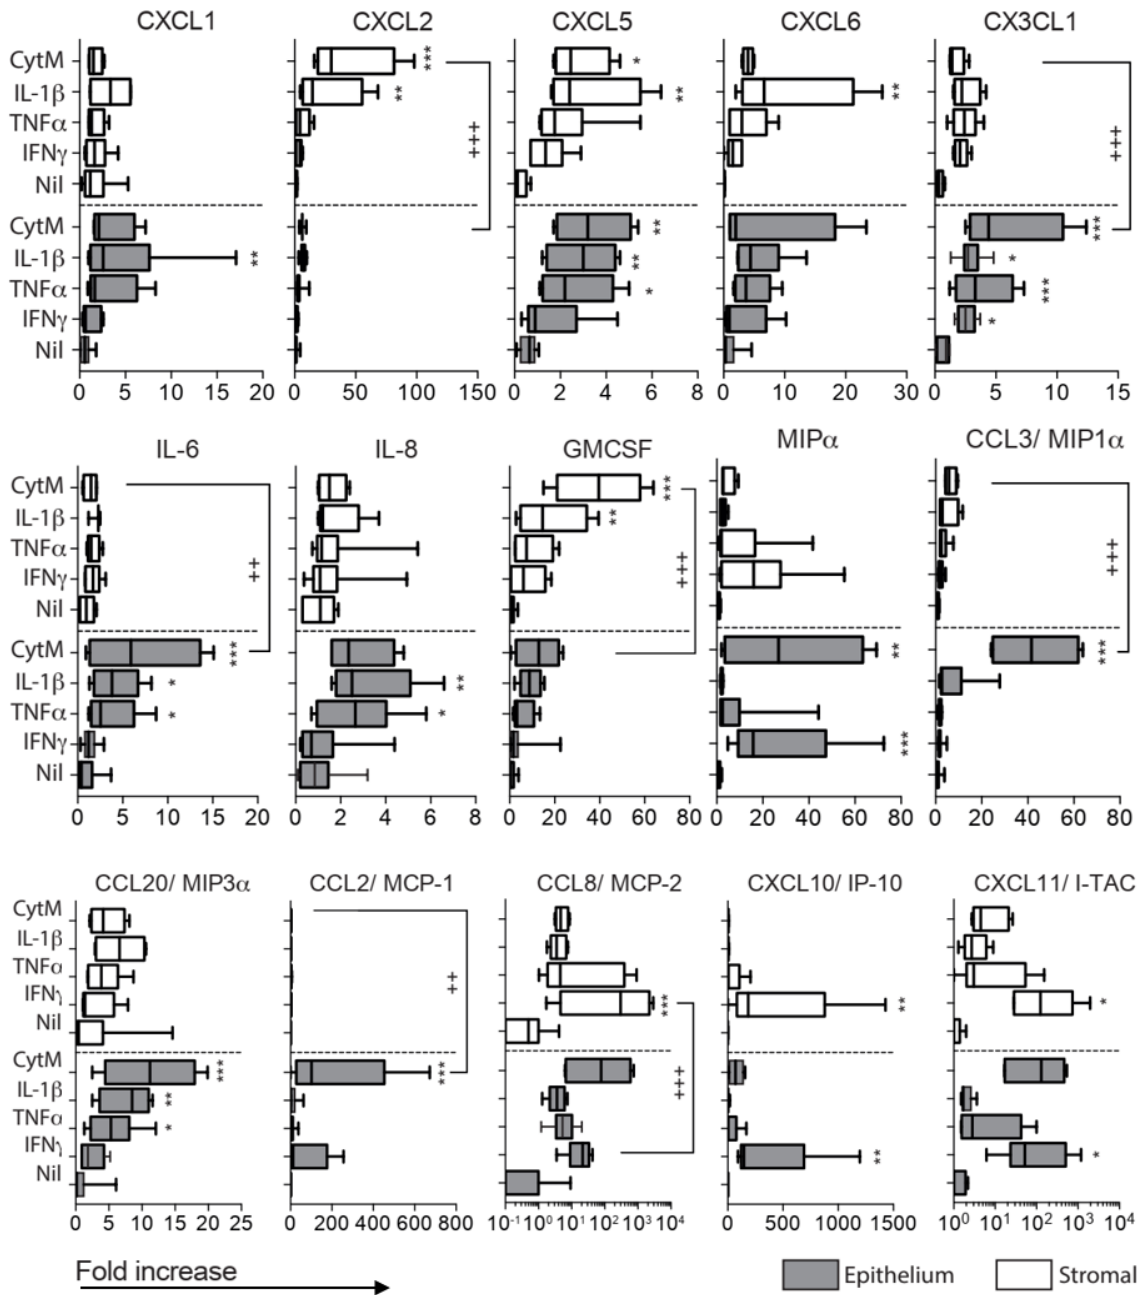 CXCL1 CXCL2 CXCL5 CXCL6 CX3CL1
CytM *** * 
IL-1β ** ** **
TNFα
IFNγ +++ +++
Nil
CytM ** ***
IL-1β ** ** *
TNFα * ***
IFNγ *
Nil
0 5 10 15 20 0 50 100 150 0 2 4 6 8 0 10 20 30 0 5 10 15
IL-6 IL-8 GMCSF MIPα CCL3/ MIP1α
CytM ***
IL-1β **
TNFα ++ +++ +++
IFNγ
Nil
CytM *** ** ***
IL-1β * **
TNFα * *
IFNγ ***
Nil
0 5 10 15 20 0 2 4 6 8 0 20 40 60 80 0 20 40 60 80 0 20 40 60 80
CCL20/ MIP3α CCL2/ MCP-1 CCL8/ MCP-2 CXCL10/ IP-10 CXCL11/ I-TAC
CytM
IL-1β
TNFα ++
IFNγ *** ** *
Nil
CytM *** *** +++
IL-1β **
TNFα *
IFNγ ** *
Nil
0 5 10 15 20 25 0 200 400 600 800 10-1 100 101 102 103 104 0 500 1000 1500 100 101 102 103 104
Fold increase
Epithelium Stromal